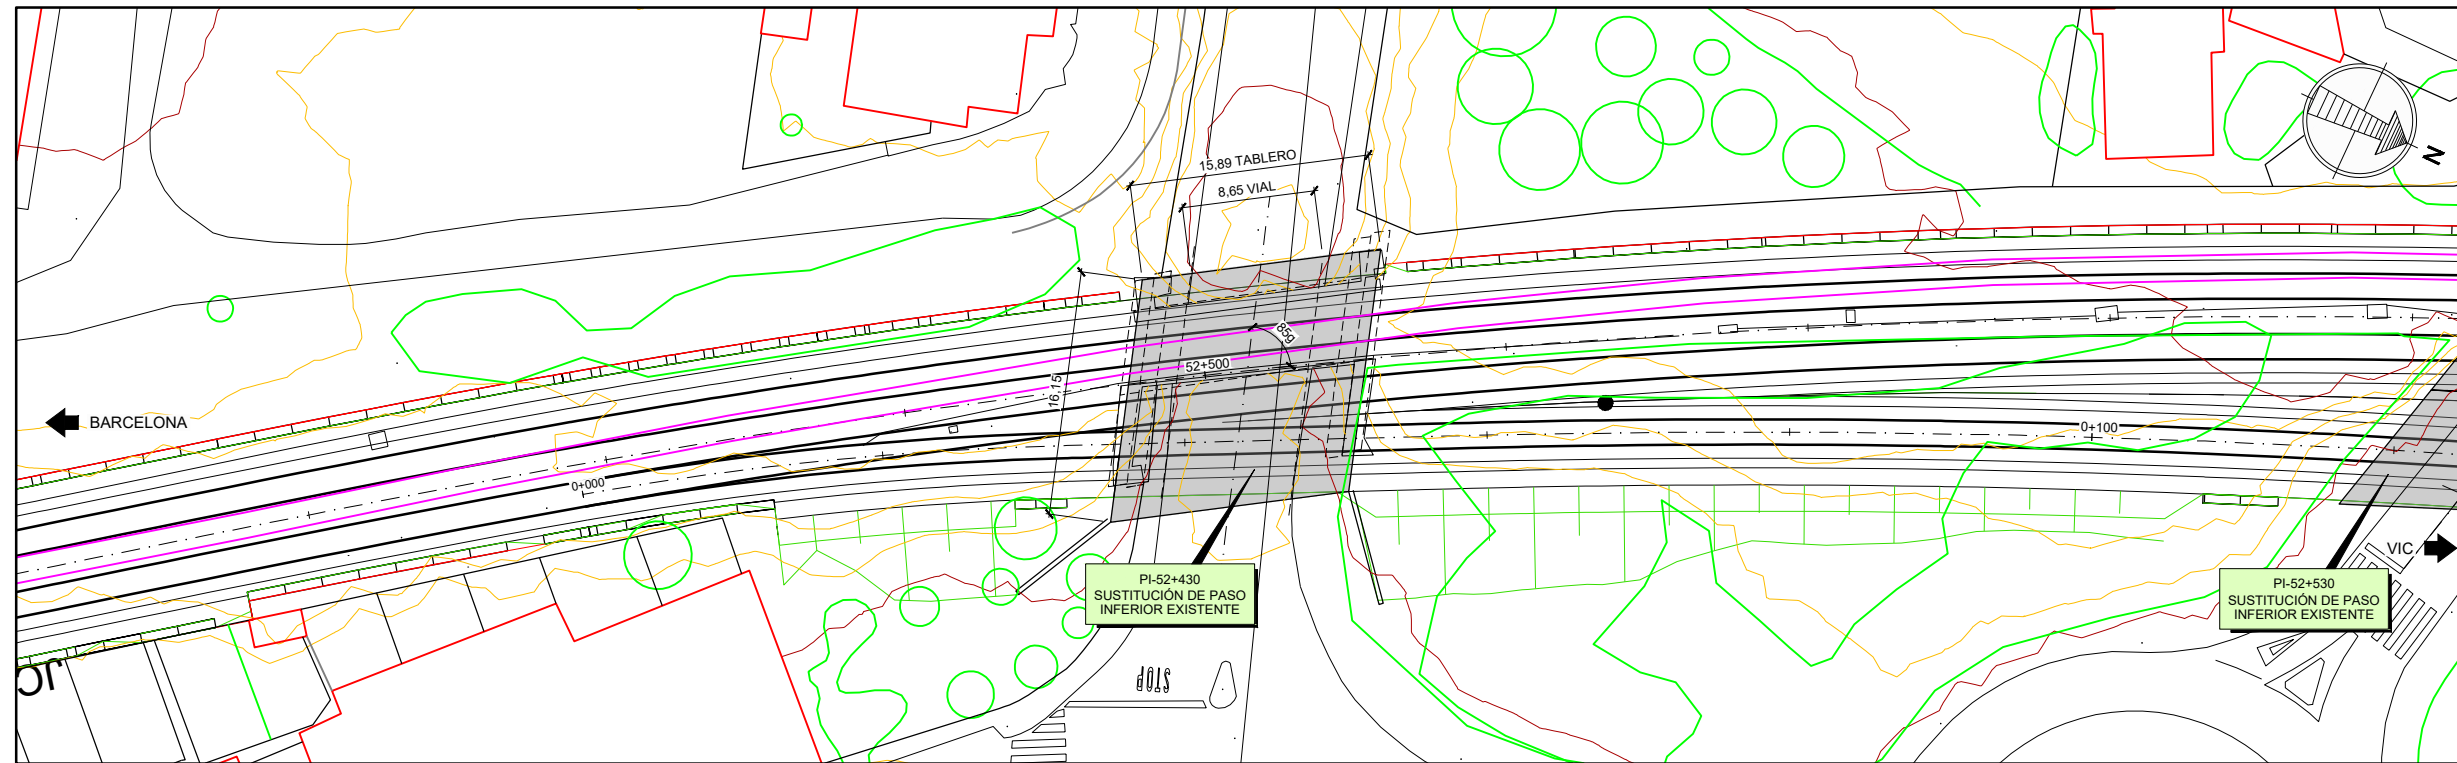 15,89 TABLERO
8,65 VIAL
N
85g
52+500
16,15
BARCELONA
0+000
0+100
VIC
PI-52+430
SUSTITUCIÓN DE PASO
INFERIOR EXISTENTE
PI-52+530
SUSTITUCIÓN DE PASO
INFERIOR EXISTENTE
STOP